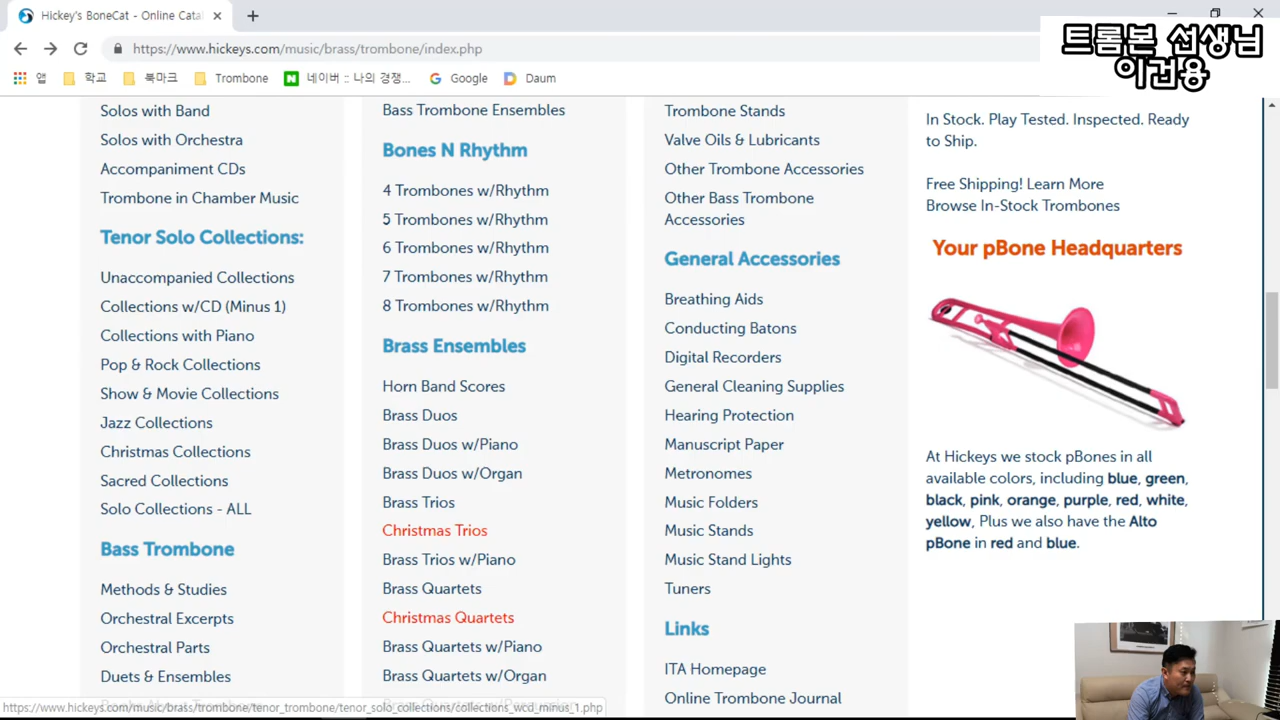 Hickey's BoneCat - Online Cata
https://www.hickeys.com/music/brass/trombone/index.php
트롬본 선생님
이건용
앱
학교
북마크
Trombone
네이버 :: 나의 경쟁...
Google
Daum
Solos with Band
Solos with Orchestra
Accompaniment CDs
Trombone in Chamber Music
Tenor Solo Collections:
Unaccompanied Collections
Collections w/CD (Minus 1)
Collections with Piano
Pop & Rock Collections
Show & Movie Collections
Jazz Collections
Christmas Collections
Sacred Collections
Solo Collections - ALL
Bass Trombone
Methods & Studies
Orchestral Excerpts
Orchestral Parts
Duets & Ensembles
Bass Trombone Ensembles
Bones N Rhythm
4 Trombones w/Rhythm
5 Trombones w/Rhythm
6 Trombones w/Rhythm
7 Trombones w/Rhythm
8 Trombones w/Rhythm
Brass Ensembles
Horn Band Scores
Brass Duos
Brass Duos w/Piano
Brass Duos w/Organ
Brass Trios
Christmas Trios
Brass Trios w/Piano
Brass Quartets
Christmas Quartets
Brass Quartets w/Piano
Brass Quartets w/Organ
Trombone Stands
Valve Oils & Lubricants
Other Trombone Accessories
Other Bass Trombone
Accessories
General Accessories
Breathing Aids
Conducting Batons
Digital Recorders
General Cleaning Supplies
Hearing Protection
Manuscript Paper
Metronomes
Music Folders
Music Stands
Music Stand Lights
Tuners
Links
ITA Homepage
Online Trombone Journal
In Stock. Play Tested. Inspected. Ready
to Ship.
Free Shipping! Learn More
Browse In-Stock Trombones
Your pBone Headquarters
At Hickeys we stock pBones in all
available colors, including blue, green,
black, pink, orange, purple, red, white,
yellow, Plus we also have the Alto
pBone in red and blue.
https://www.hickeys.com/music/brass/trombone/tenor_trombone/tenor_solo_collections/collections_wcd_minus_1.php